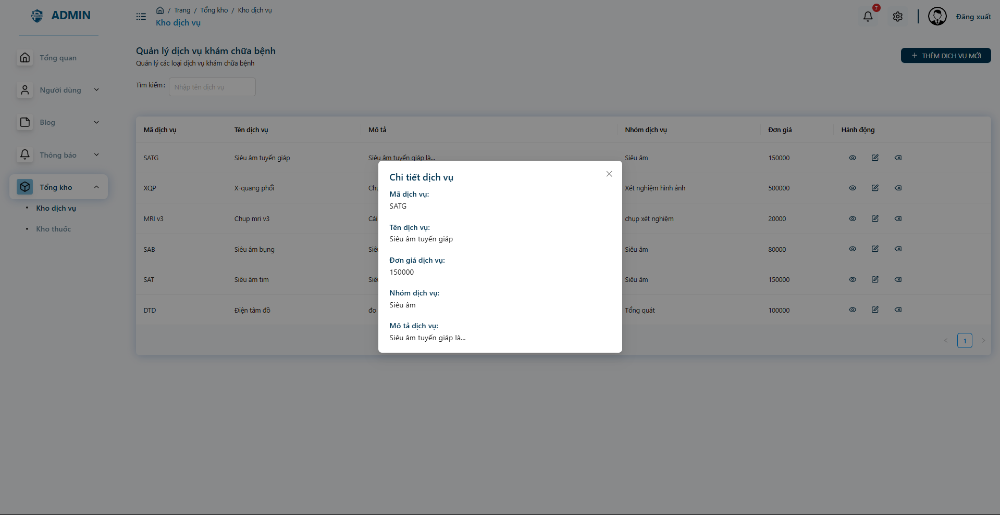 ADMIN
/ Trang / Tổng kho / Kho dịch vụ
Kho dịch vụ
7
Đăng xuất
Tổng quan
Người dùng
Blog
Thông báo
Tổng kho
• Kho dịch vụ
• Kho thuốc
Quản lý dịch vụ khám chữa bệnh
Quản lý các loại dịch vụ khám chữa bệnh
+ THÊM DỊCH VỤ MỚI
Tìm kiếm: Nhập tên dịch vụ
Mã dịch vụ Tên dịch vụ Mô tả Nhóm dịch vụ Đơn giá Hành động
SATG Siêu âm tuyến giáp Siêu âm tuyến giáp là... Siêu âm 150000
XQP X-quang phổi Xét nghiệm hình ảnh 500000
MRI v3 Chup mri v3 Cái chụp xét nghiệm 20000
SAB Siêu âm bụng Siêu âm 80000
SAT Siêu âm tim Siêu âm 150000
DTD Điện tâm đồ đo Tổng quát 100000
< 1 >
Chi tiết dịch vụ
Mã dịch vụ:
SATG
Tên dịch vụ:
Siêu âm tuyến giáp
Đơn giá dịch vụ:
150000
Nhóm dịch vụ:
Siêu âm
Mô tả dịch vụ:
Siêu âm tuyến giáp là...